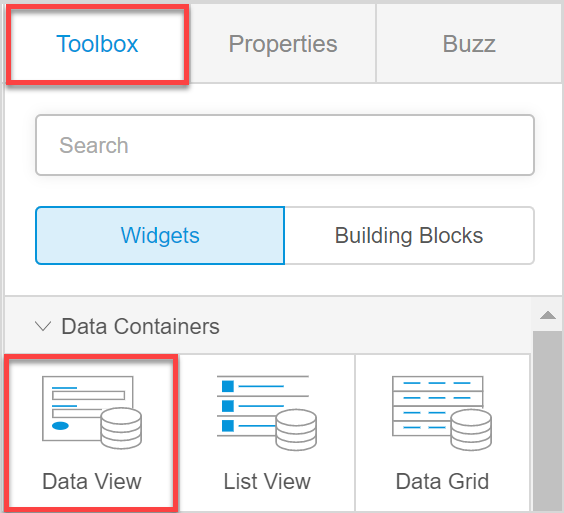 Toolbox Properties Buzz
Search
Widgets Building Blocks
Data Containers
Data View List View Data Grid